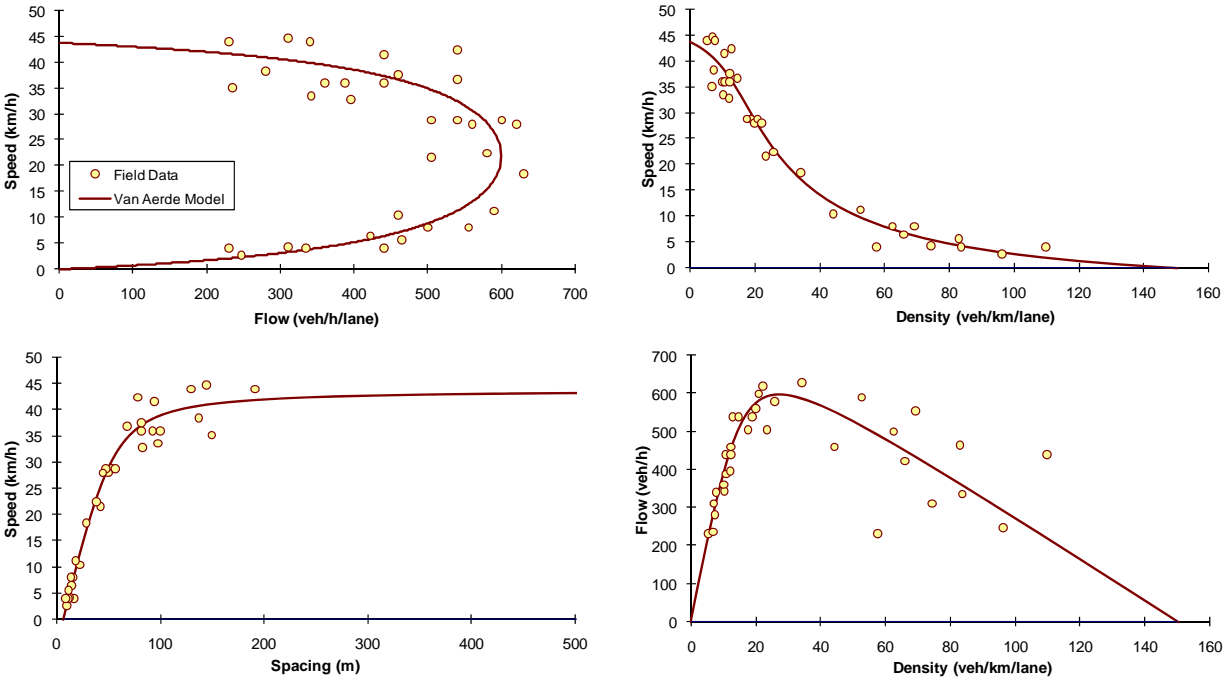 50
45
40
35
30
25
20
15
10
5
0
Speed (km/h)
Field Data
Van Aerde Model
0 100 200 300 400 500 600 700
Flow (veh/h/lane)
50
45
40
35
30
25
20
15
10
5
0
Speed (km/h)
0 20 40 60 80 100 120 140 160
Density (veh/km/lane)
50
45
40
35
30
25
20
15
10
5
0
Speed (km/h)
0 100 200 300 400 500
Spacing (m)
700
600
500
400
300
200
100
0
Flow (veh/h)
0 20 40 60 80 100 120 140 160
Density (veh/km/lane)